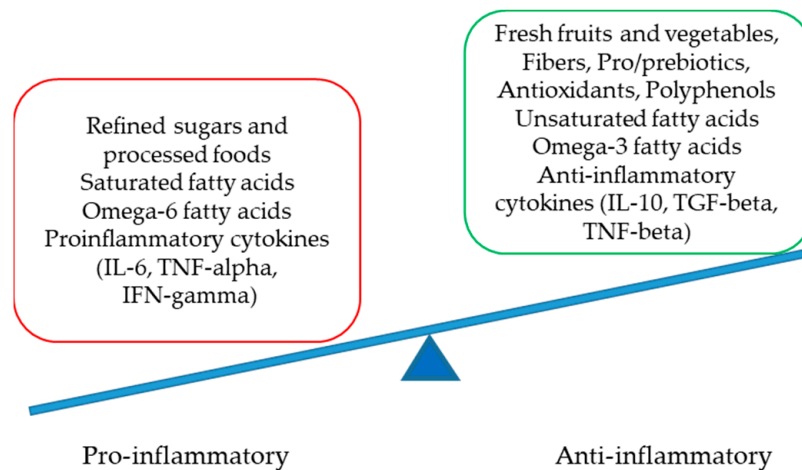 Refined sugars and
processed foods
Saturated fatty acids
Omega-6 fatty acids
Proinflammatory cytokines
(IL-6, TNF-alpha,
IFN-gamma)
Fresh fruits and vegetables,
Fibers, Pro/prebiotics,
Antioxidants, Polyphenols
Unsaturated fatty acids
Omega-3 fatty acids
Anti-inflammatory
cytokines (IL-10, TGF-beta,
TNF-beta)
Pro-inflammatory
Anti-inflammatory